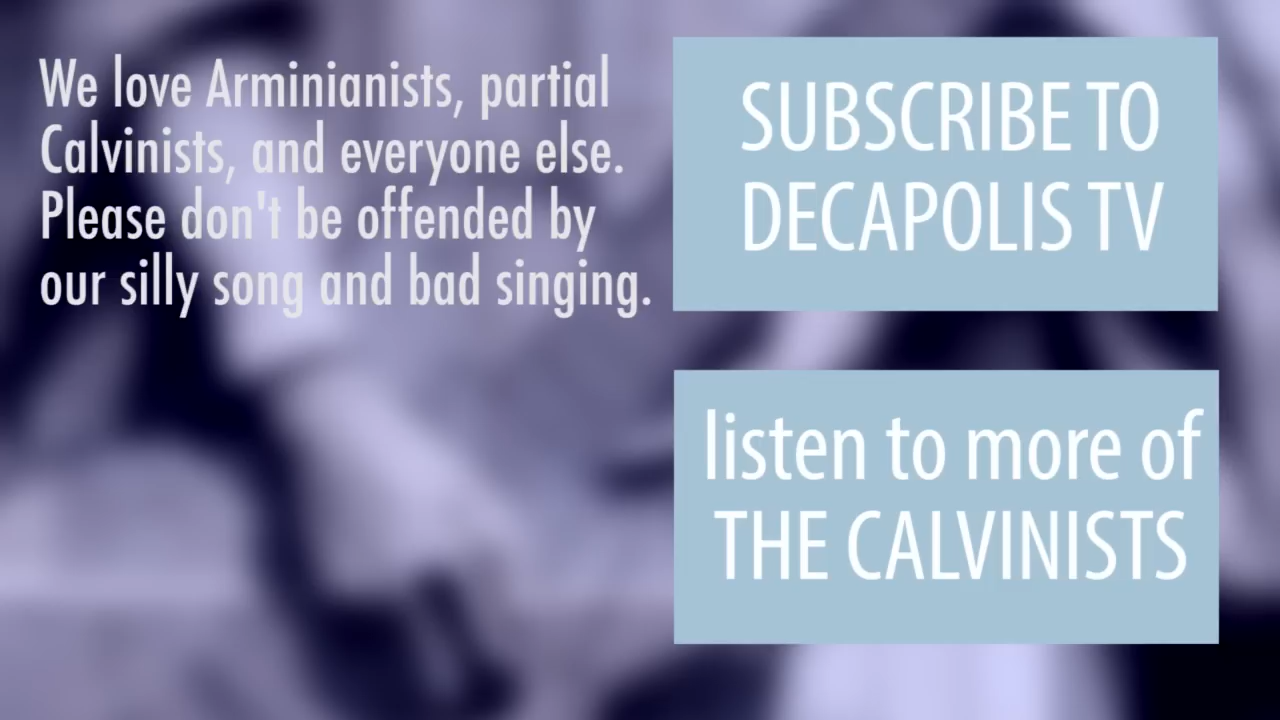 We love Arminianists, partial
Calvinists, and everyone else.
Please don't be offended by
our silly song and bad singing.
SUBSCRIBE TO
DECAPOLIS TV
listen to more of
THE CALVINISTS